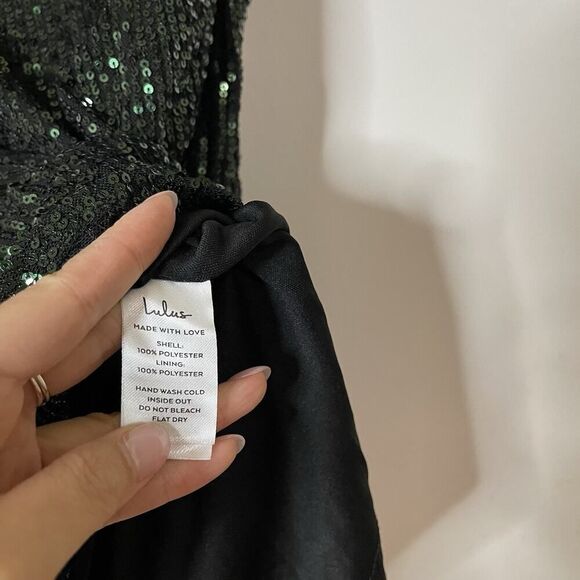 Lulus
MADE WITH LOVE
SHELL:
100% POLYESTER
LINING:
100% POLYESTER
HAND WASH COLD
INSIDE OUT
DO NOT BLEACH
FLAT DRY